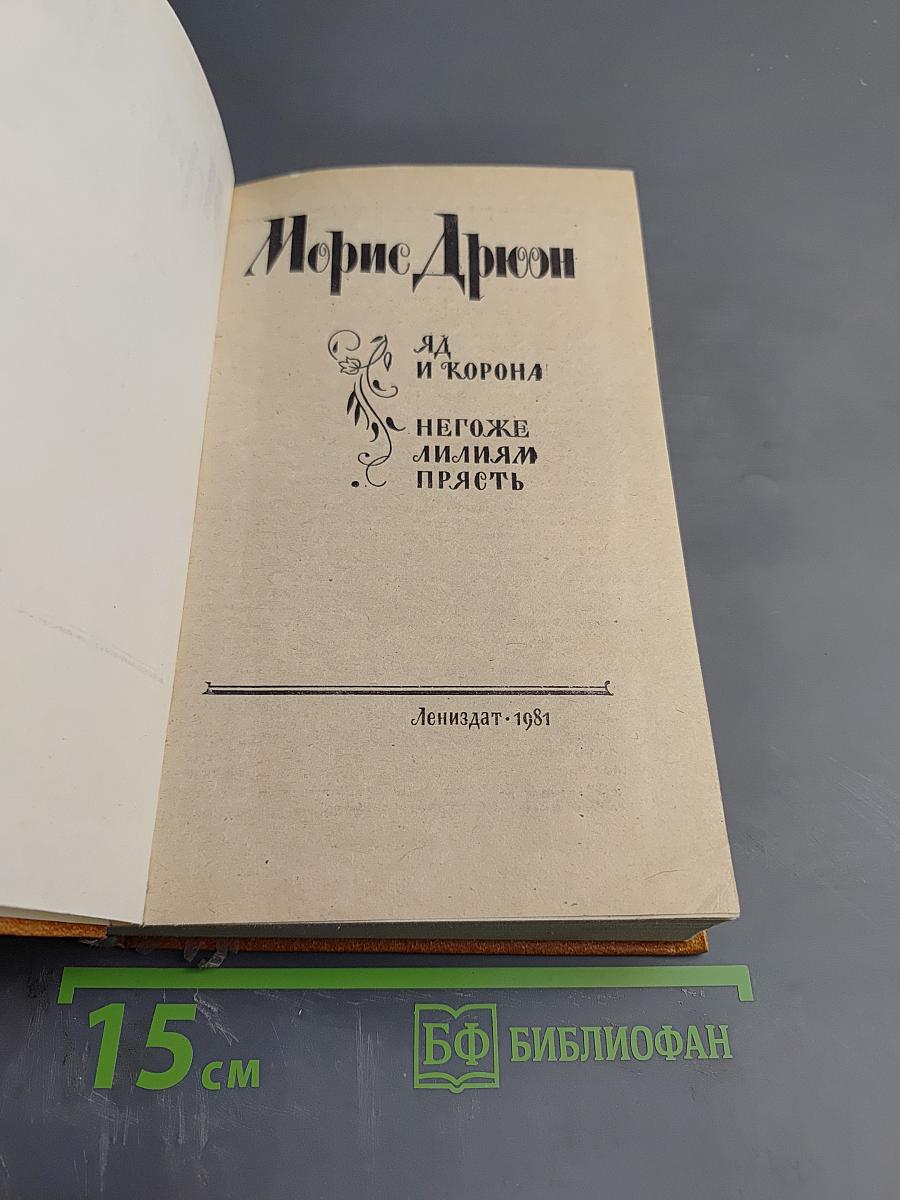 Морис Дрюон
ЯД
И КОРОНА
НЕГОЖЕ
ЛИЛИЯМ
ПРЯСТЬ
Лениздат·1981
15 см
БФ БИБЛИОФАН